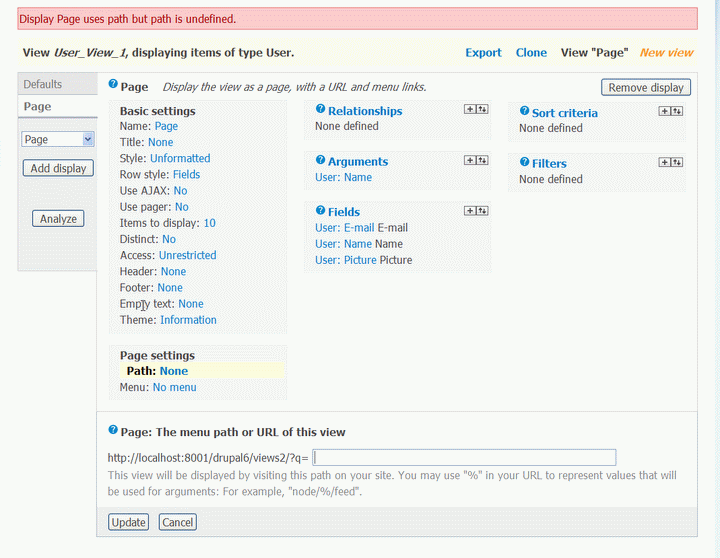 Display Page uses path but path is undefined.
View User_View_1, displaying items of type User.
Export Clone View "Page" New view
Defaults
Page
Page
Add display
Analyze
Page Display the view as a page, with a URL and menu links.
Remove display
Basic settings
Name: Page
Title: None
Style: Unformatted
Row style: Fields
Use AJAX: No
Use pager: No
Items to display: 10
Distinct: No
Access: Unrestricted
Header: None
Footer: None
Empty text: None
Theme: Information
Page settings
Path: None
Menu: No menu
Relationships
None defined
Arguments
User: Name
Fields
User: E-mail E-mail
User: Name Name
User: Picture Picture
Sort criteria
None defined
Filters
None defined
Page: The menu path or URL of this view
http://localhost:8001/drupal6/views2/?q=
This view will be displayed by visiting this path on your site. You may use "%" in your URL to represent values that will
be used for arguments: For example, "node/%/feed".
Update Cancel